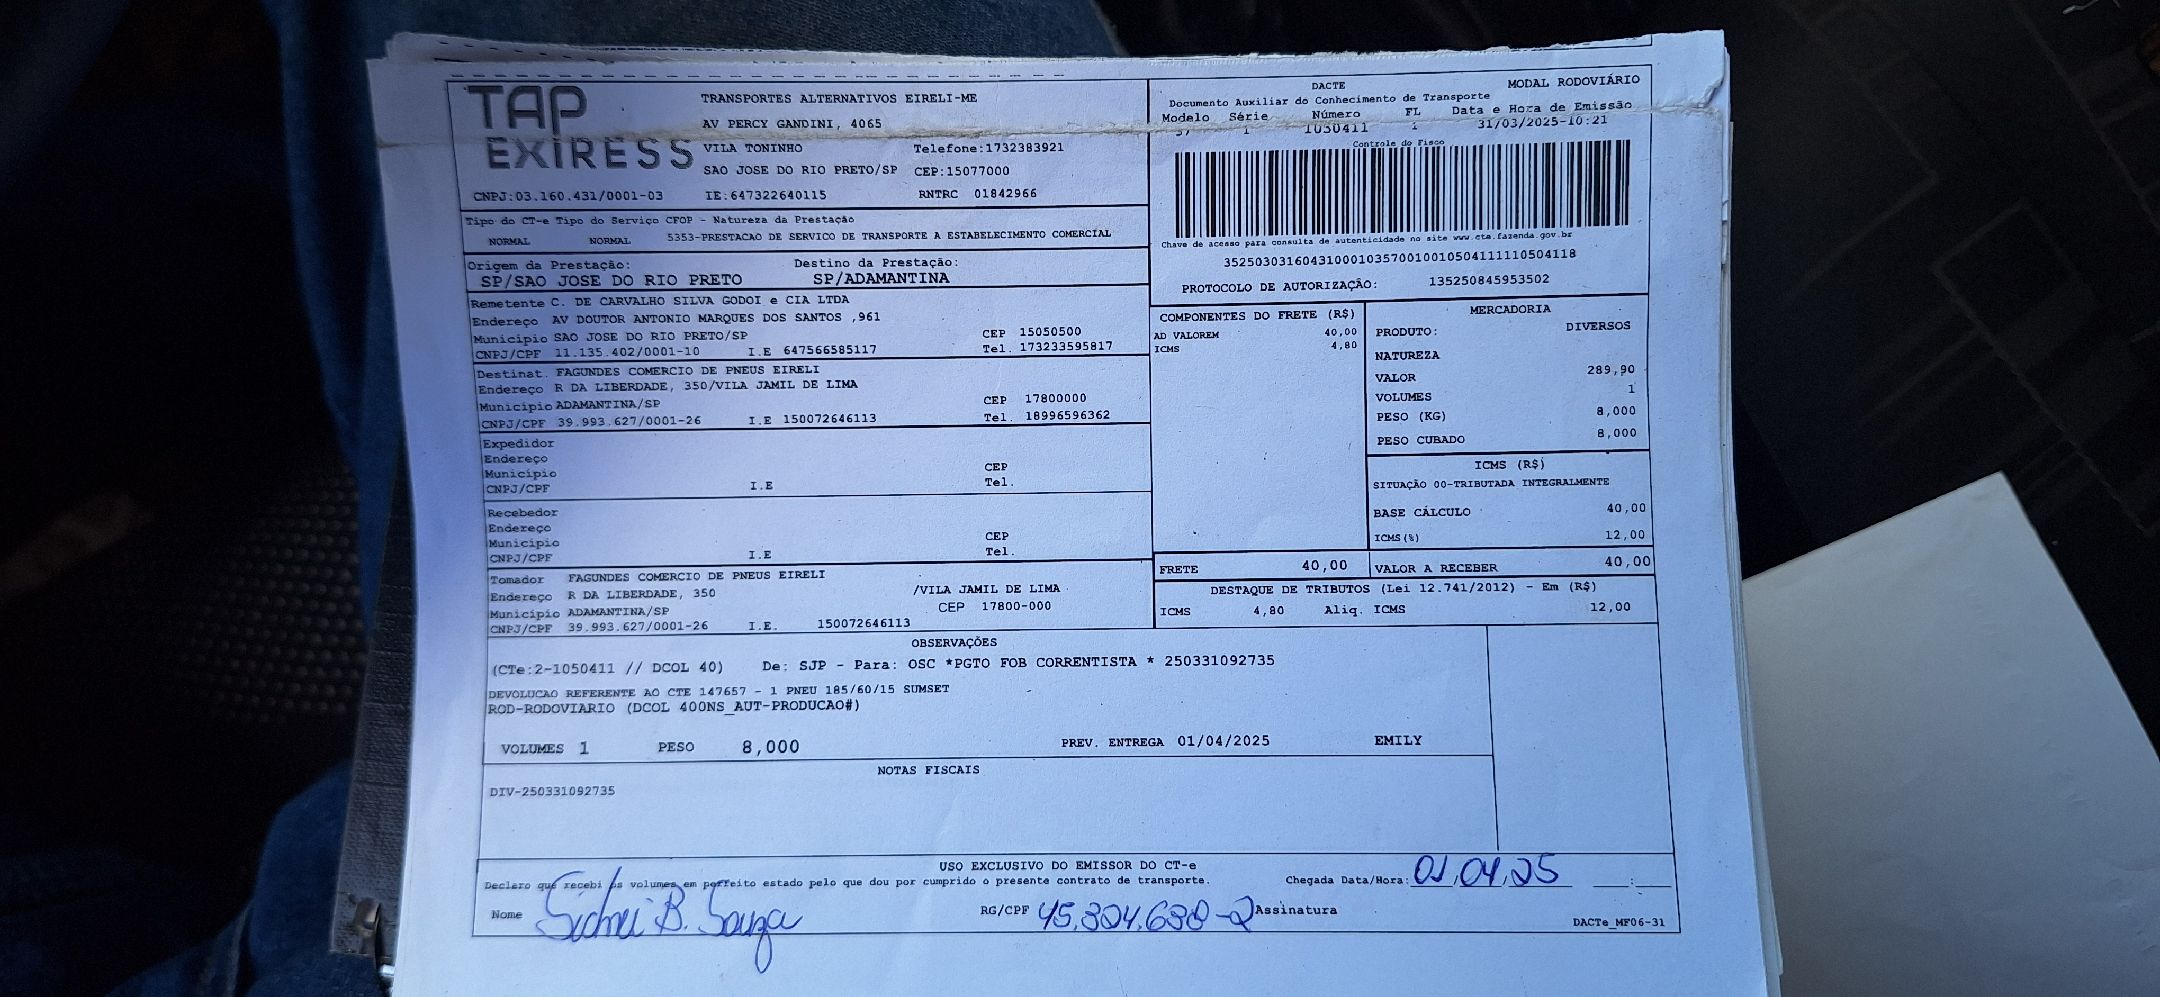 TAP
EXIRESS
TRANSPORTES ALTERNATIVOS EIRELI-ME
AV PERCY GANDINI, 4065
VILA TONINHO Telefone:1732383921
SAO JOSE DO RIO PRETO/SP CEP:15077000
CNPJ:03.160.431/0001-03 IE:647322640115 RNTRC 01842966
DACTE MODAL RODOVIÁRIO
Documento Auxiliar do Conhecimento de Transporte
Modelo Série Número FL Data e Hora de Emissão
57 1 1050411 1 31/03/2025-10:21
Controle do Fisco
Chave de acesso para consulta de autenticidade no site www.cte.fazenda.gov.br
35250303160431000103570010010504111110504118
PROTOCOLO DE AUTORIZAÇÃO: 135250845953502
Tipo do CT-e Tipo do Serviço CFOP - Natureza da Prestação
NORMAL NORMAL 5353-PRESTACAO DE SERVICO DE TRANSPORTE A ESTABELECIMENTO COMERCIAL
Origem da Prestação: Destino da Prestação:
SP/SAO JOSE DO RIO PRETO SP/ADAMANTINA
Remetente C. DE CARVALHO SILVA GODOI e CIA LTDA
Endereço AV DOUTOR ANTONIO MARQUES DOS SANTOS ,961
Município SAO JOSE DO RIO PRETO/SP CEP 15050500
CNPJ/CPF 11.135.402/0001-10 I.E 647566585117 Tel. 173233595817
Destinat. FAGUNDES COMERCIO DE PNEUS EIRELI
Endereço R DA LIBERDADE, 350/VILA JAMIL DE LIMA
Município ADAMANTINA/SP CEP 17800000
CNPJ/CPF 39.993.627/0001-26 I.E 150072646113 Tel. 18996596362
Expedidor
Endereço
Município CEP
CNPJ/CPF I.E Tel.
Recebedor
Endereço
Município CEP
CNPJ/CPF I.E Tel.
Tomador FAGUNDES COMERCIO DE PNEUS EIRELI
Endereço R DA LIBERDADE, 350 /VILA JAMIL DE LIMA
Município ADAMANTINA/SP CEP 17800-000
CNPJ/CPF 39.993.627/0001-26 I.E. 150072646113
COMPONENTES DO FRETE (R$)
AD VALOREM 40,00
ICMS 4,80
MERCADORIA
PRODUTO: DIVERSOS
NATUREZA
VALOR 289,90
VOLUMES 1
PESO (KG) 8,000
PESO CUBADO 8,000
ICMS (R$)
SITUAÇÃO 00-TRIBUTADA INTEGRALMENTE
BASE CÁLCULO 40,00
ICMS(%) 12,00
FRETE 40,00 VALOR A RECEBER 40,00
DESTAQUE DE TRIBUTOS (Lei 12.741/2012) - Em (R$)
ICMS 4,80 Aliq. ICMS 12,00
OBSERVAÇÕES
(CTe:2-1050411 // DCOL 40) De: SJP - Para: OSC *PGTO FOB CORRENTISTA * 250331092735
DEVOLUCAO REFERENTE AO CTE 147657 - 1 PNEU 185/60/15 SUMSET
ROD-RODOVIARIO (DCOL 400NS_AUT-PRODUCAO#)
VOLUMES 1 PESO 8,000 PREV. ENTREGA 01/04/2025 EMILY
NOTAS FISCAIS
DIV-250331092735
USO EXCLUSIVO DO EMISSOR DO CT-e
Declaro que recebi os volumes em perfeito estado pelo que dou por cumprido o presente contrato de transporte. Chegada Data/Hora: 01,04,25 __:__
Nome Sidnei B. Souza RG/CPF 45.304.638-2 Assinatura
DACTe_MF06-31